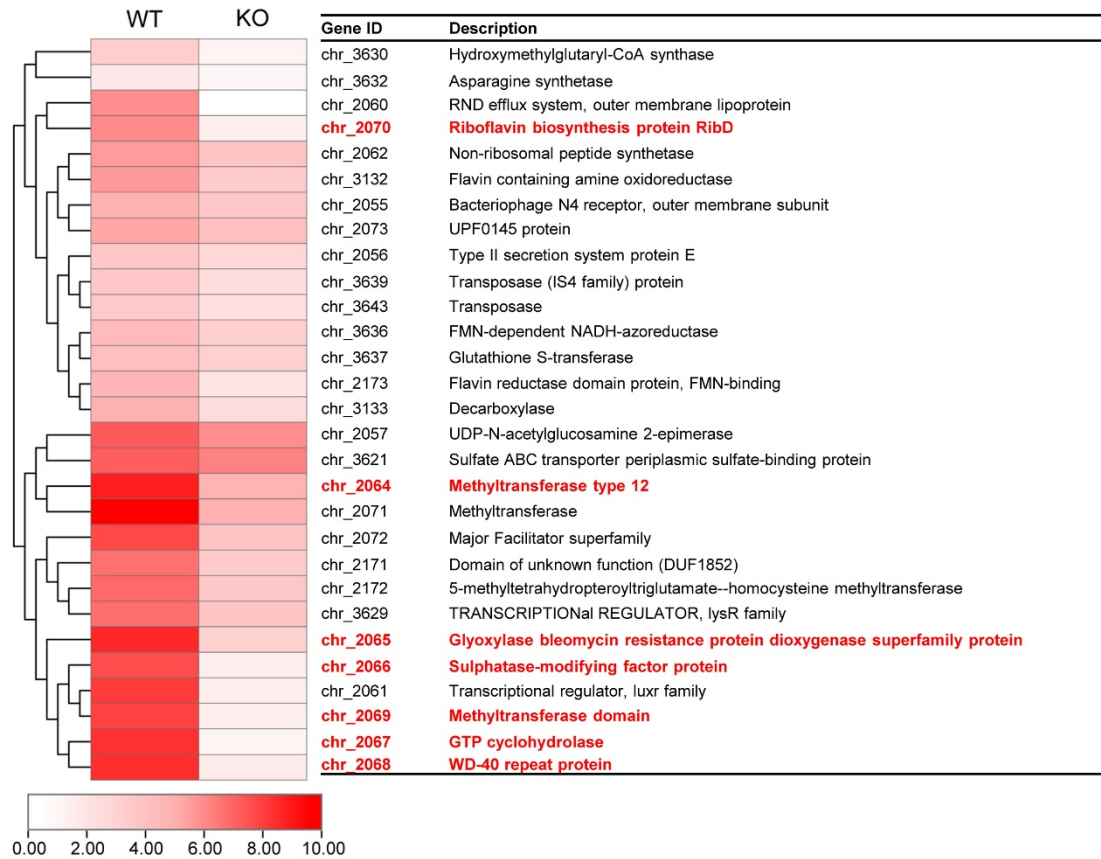 WT KO
Gene ID Description
chr_3630 Hydroxymethylglutaryl-CoA synthase
chr_3632 Asparagine synthetase
chr_2060 RND efflux system, outer membrane lipoprotein
chr_2070 Riboflavin biosynthesis protein RibD
chr_2062 Non-ribosomal peptide synthetase
chr_3132 Flavin containing amine oxidoreductase
chr_2055 Bacteriophage N4 receptor, outer membrane subunit
chr_2073 UPF0145 protein
chr_2056 Type II secretion system protein E
chr_3639 Transposase (IS4 family) protein
chr_3643 Transposase
chr_3636 FMN-dependent NADH-azoreductase
chr_3637 Glutathione S-transferase
chr_2173 Flavin reductase domain protein, FMN-binding
chr_3133 Decarboxylase
chr_2057 UDP-N-acetylglucosamine 2-epimerase
chr_3621 Sulfate ABC transporter periplasmic sulfate-binding protein
chr_2064 Methyltransferase type 12
chr_2071 Methyltransferase
chr_2072 Major Facilitator superfamily
chr_2171 Domain of unknown function (DUF1852)
chr_2172 5-methyltetrahydropteroyltriglutamate--homocysteine methyltransferase
chr_3629 TRANSCRIPTIONal REGULATOR, lysR family
chr_2065 Glyoxylase bleomycin resistance protein dioxygenase superfamily protein
chr_2066 Sulphatase-modifying factor protein
chr_2061 Transcriptional regulator, luxr family
chr_2069 Methyltransferase domain
chr_2067 GTP cyclohydrolase
chr_2068 WD-40 repeat protein
0.00 2.00 4.00 6.00 8.00 10.00